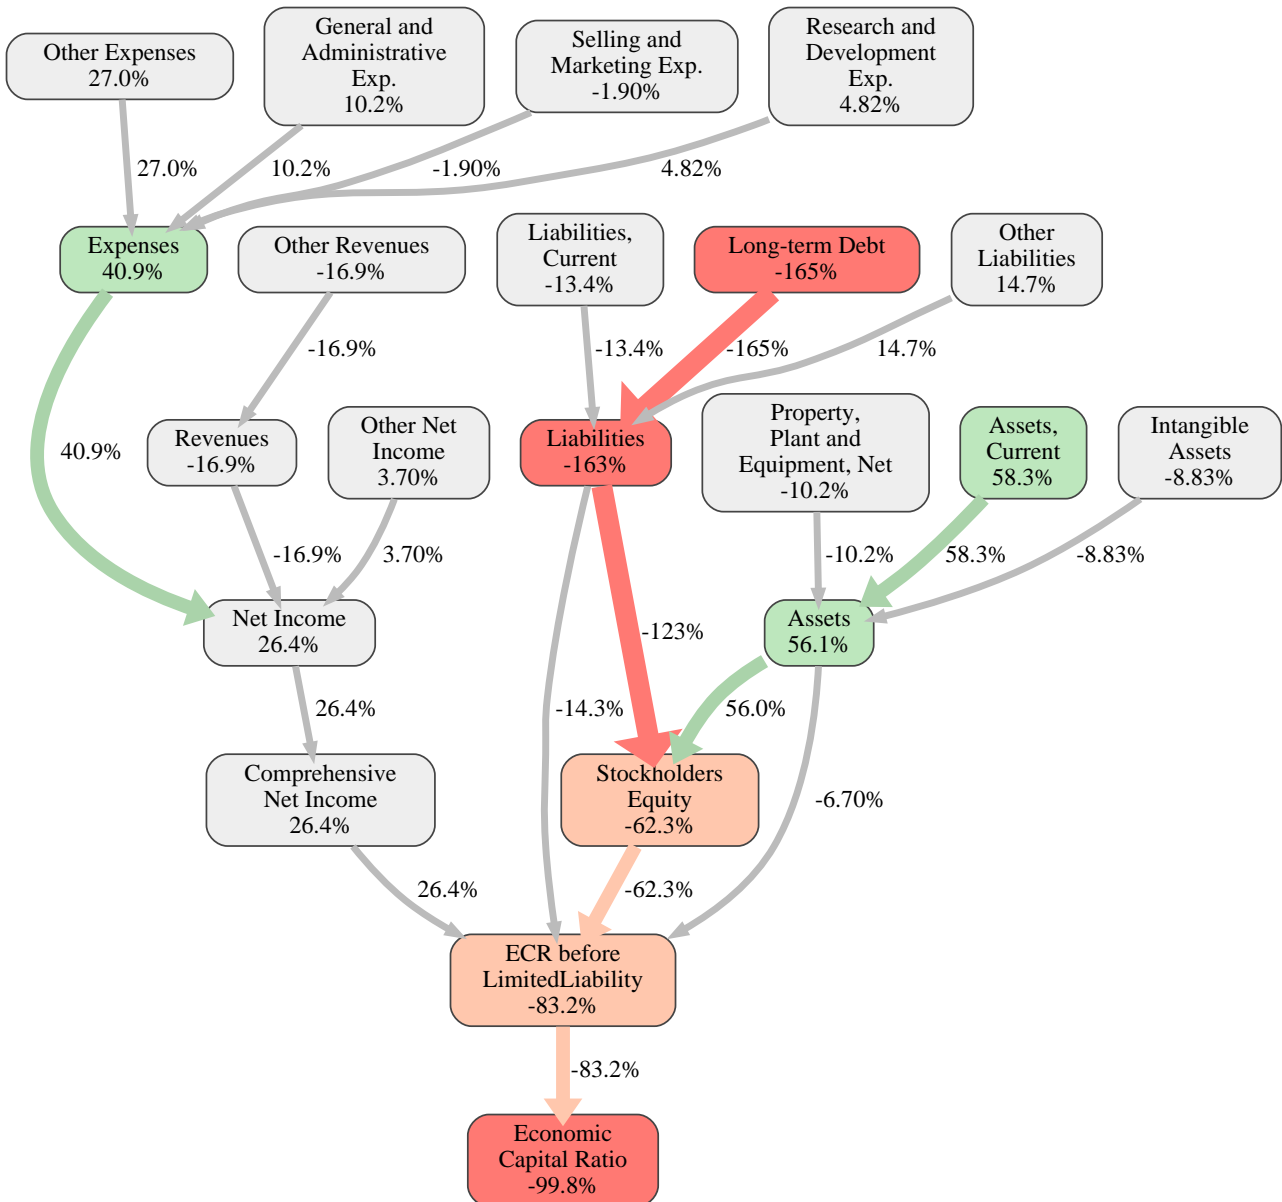 Other Expenses
27.0%
General and
Administrative
Exp.
10.2%
Selling and
Marketing Exp.
-1.90%
Research and
Development
Exp.
4.82%
27.0%
10.2%
-1.90%
4.82%
Expenses
40.9%
Other Revenues
-16.9%
Liabilities,
Current
-13.4%
Long-term Debt
-165%
Other
Liabilities
14.7%
-16.9%
-13.4%
-165%
14.7%
40.9%
Revenues
-16.9%
Other Net
Income
3.70%
Liabilities
-163%
Property,
Plant and
Equipment, Net
-10.2%
Assets,
Current
58.3%
Intangible
Assets
-8.83%
-16.9%
3.70%
-10.2%
58.3%
-8.83%
Net Income
26.4%
-123%
Assets
56.1%
26.4%
-14.3%
56.0%
Comprehensive
Net Income
26.4%
Stockholders
Equity
-62.3%
-6.70%
26.4%
-62.3%
ECR before
LimitedLiability
-83.2%
-83.2%
Economic
Capital Ratio
-99.8%